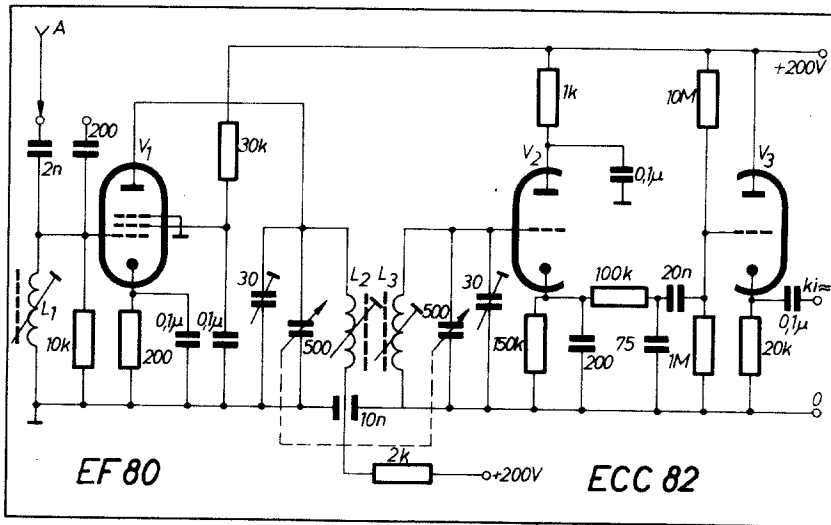 A
+200V
1k
10M
200
V1
30k
V2
V3
2n
0,1µ
L1
30
L2
L3
30
20n
100k
ki≈
10k
0,1µ
0,1µ
200
500
500
150k
200
75
1M
20k
0,1µ
10n
0
2k
+200V
EF 80
ECC 82